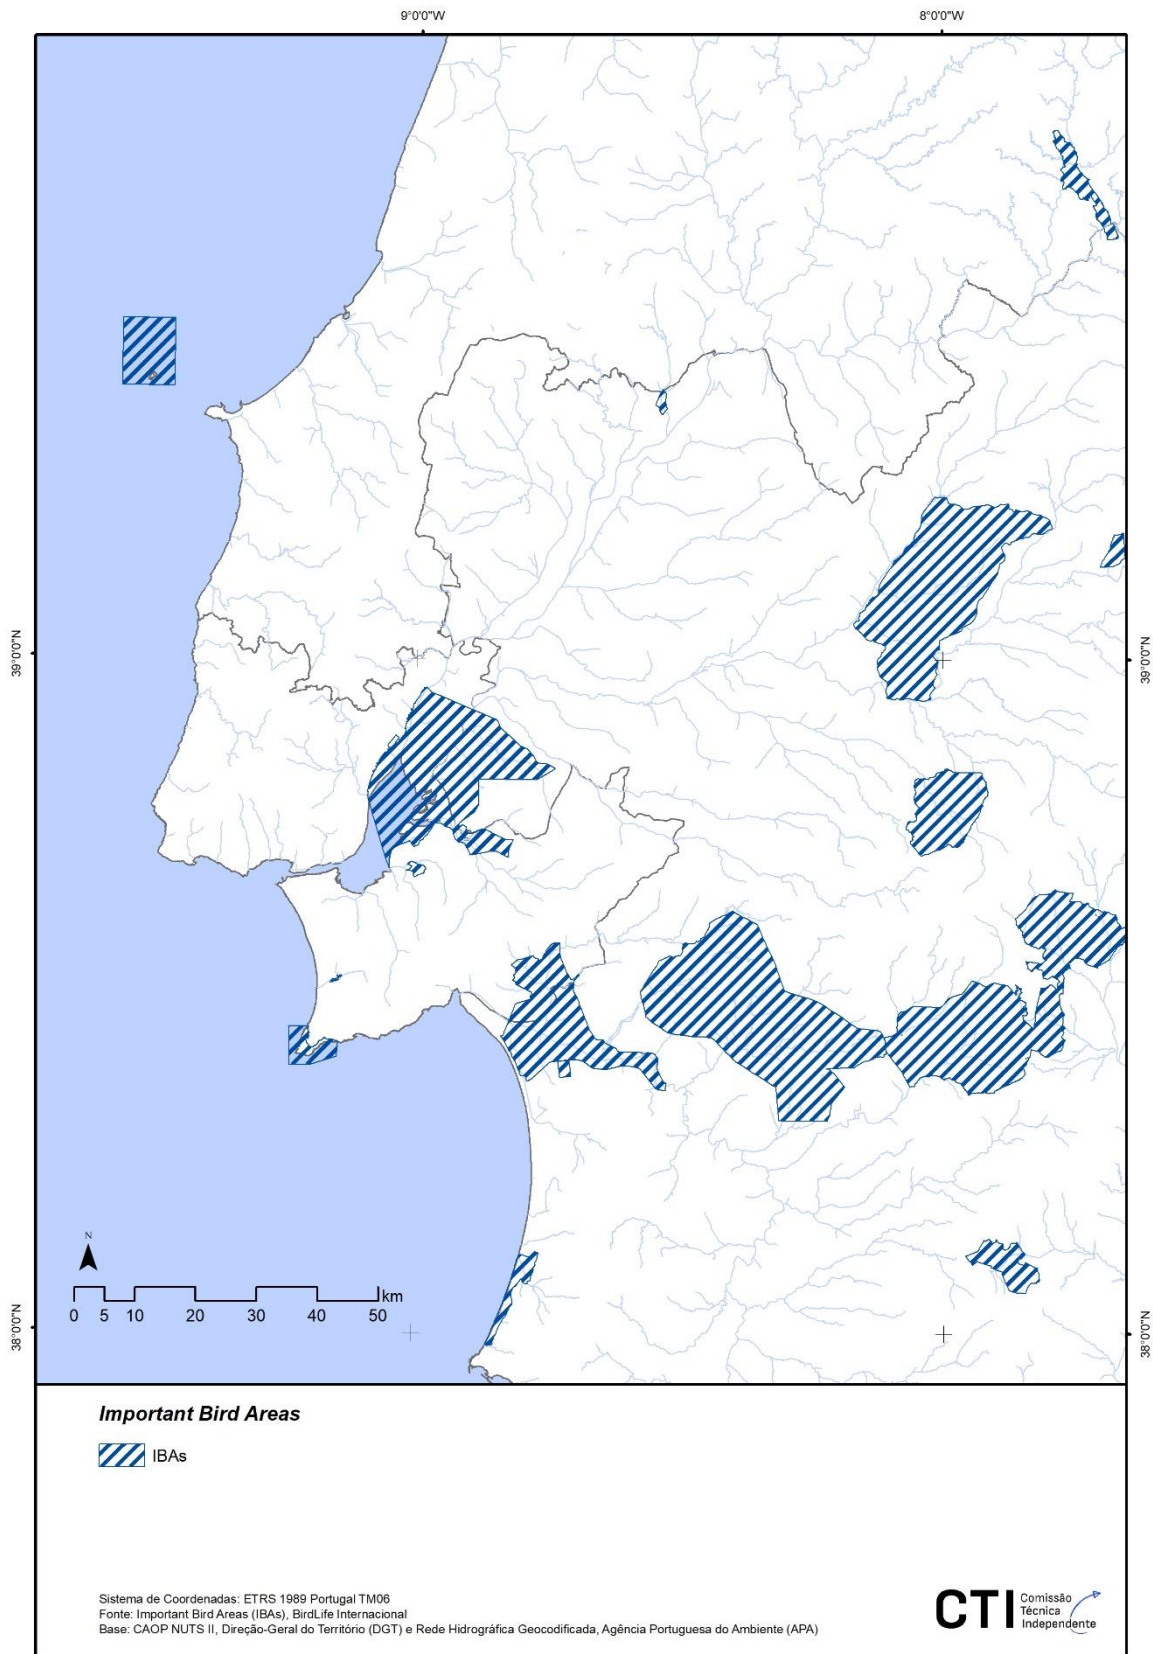 9°0'0"W
8°0'0"W
39°0'0"N
39°0'0"N
N
km
0 5 10 20 30 40 50
38°0'0"N
38°0'0"N
Important Bird Areas
IBAs
Sistema de Coordenadas: ETRS 1989 Portugal TM06
Fonte: Important Bird Areas (IBAs), BirdLife Internacional
Base: CAOP NUTS II, Direção-Geral do Território (DGT) e Rede Hidrográfica Geocodificada, Agência Portuguesa do Ambiente (APA)
CTI
Comissão
Técnica
Independente